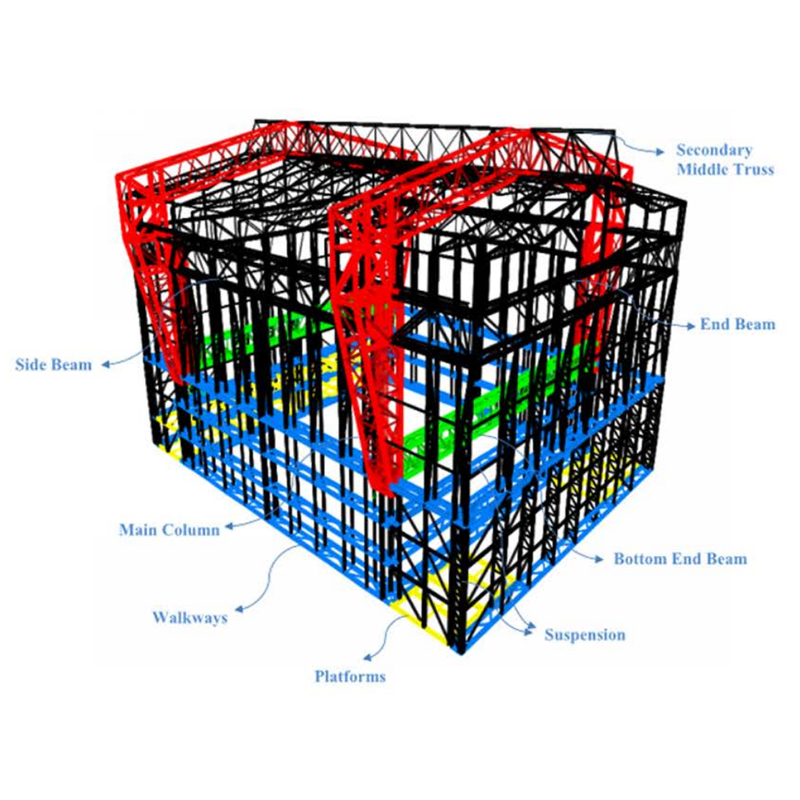 Secondary
Middle Truss
End Beam
Side Beam
Main Column
Bottom End Beam
Walkways
Suspension
Platforms